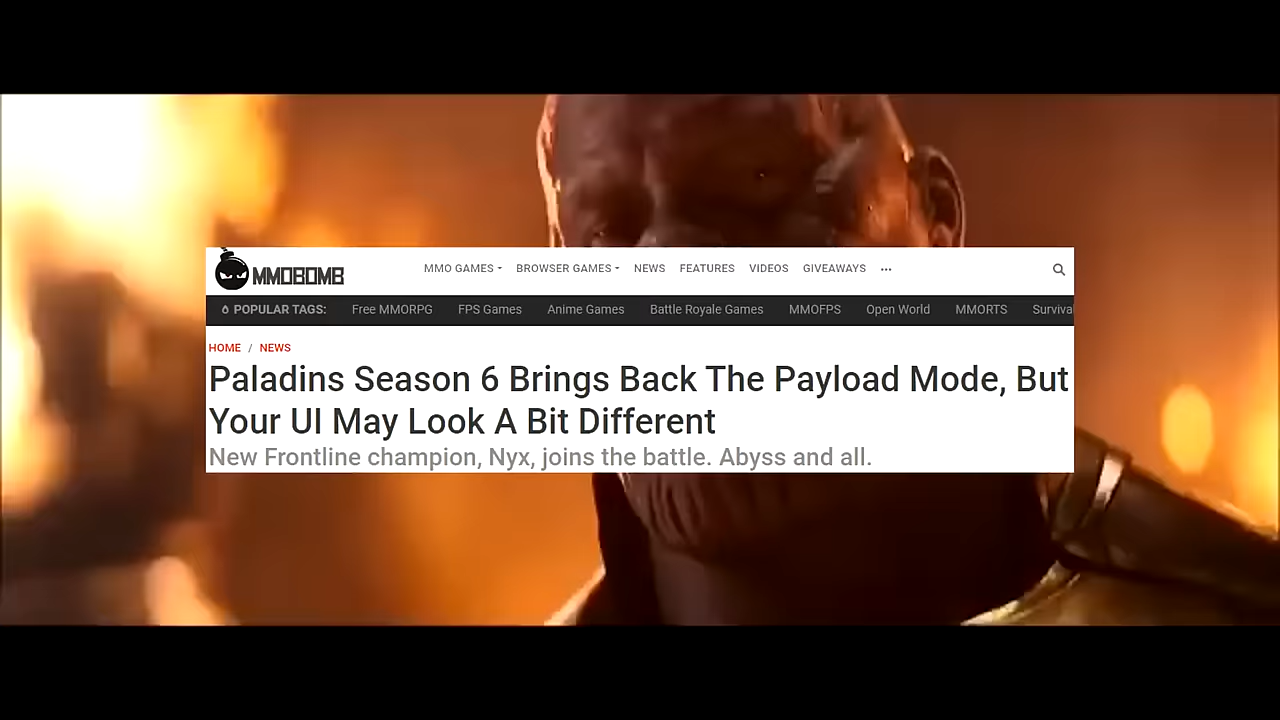 MMOBOMB
MMO GAMES BROWSER GAMES NEWS FEATURES VIDEOS GIVEAWAYS ...
POPULAR TAGS: Free MMORPG FPS Games Anime Games Battle Royale Games MMOFPS Open World MMORTS Surviva
HOME / NEWS
Paladins Season 6 Brings Back The Payload Mode, But
Your UI May Look A Bit Different
New Frontline champion, Nyx, joins the battle. Abyss and all.